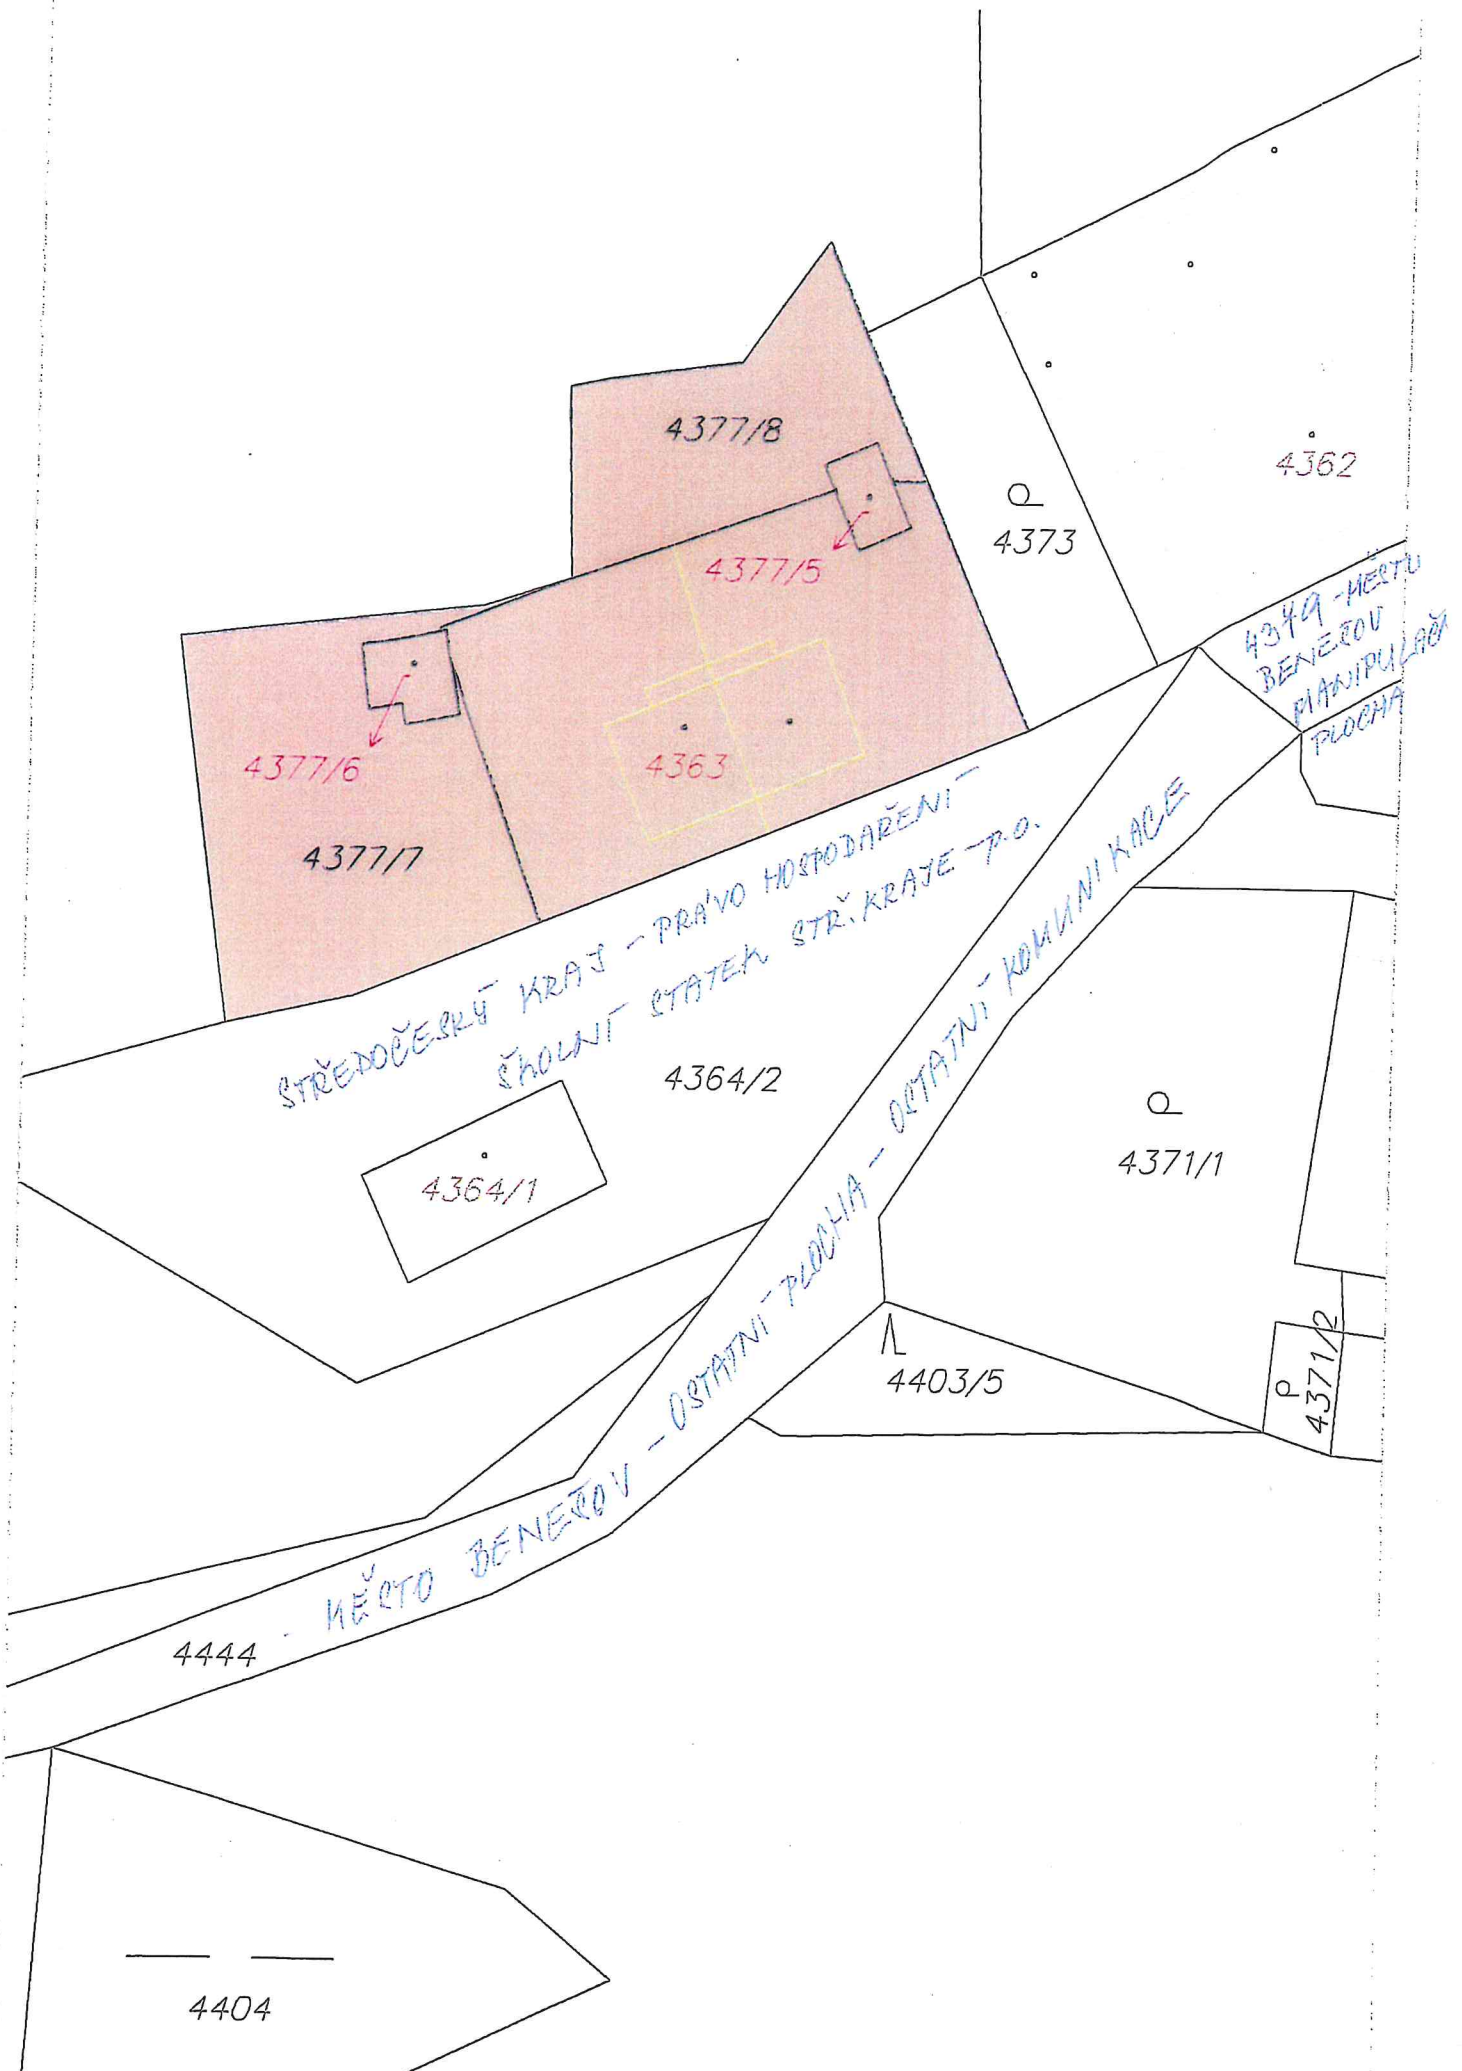 4377/8
4362
4373
4377/5
4379 - MĚSTO
BENEŠOV
MANIPULAČ
PLOCHA
4377/6
4363
4377/7
STŘEDOČESKÝ KRAJ - PRÁVO HOSPODAŘENÍ
ŠKOLNÍ STATEK STŘ. KRAJE - P.O.
4364/2
4364/1
4371/1
4371/2
4403/5
4444 - MĚSTO BENEŠOV - OSTATNÍ PLOCHA - OSTATNÍ KOMUNIKACE
4404